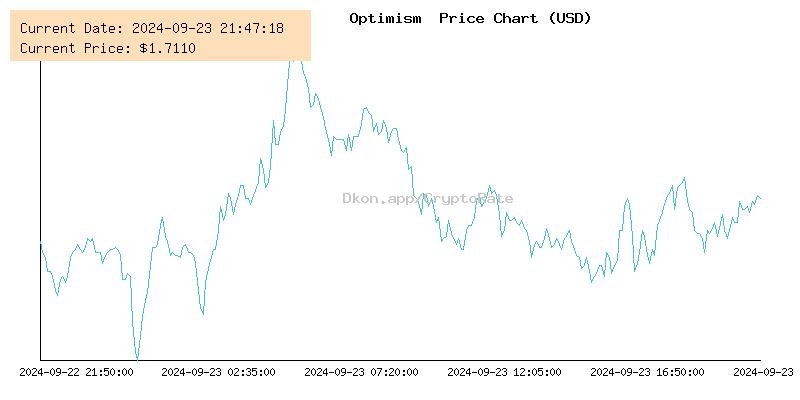 Optimism  Price Chart (USD)
Current Date: 2024-09-23 21:47:18
Current Price: $1.7110
Dkon.app/CryptoRate
2024-09-22 21:50:00 2024-09-23 02:35:00 2024-09-23 07:20:00 2024-09-23 12:05:00 2024-09-23 16:50:00 2024-09-23